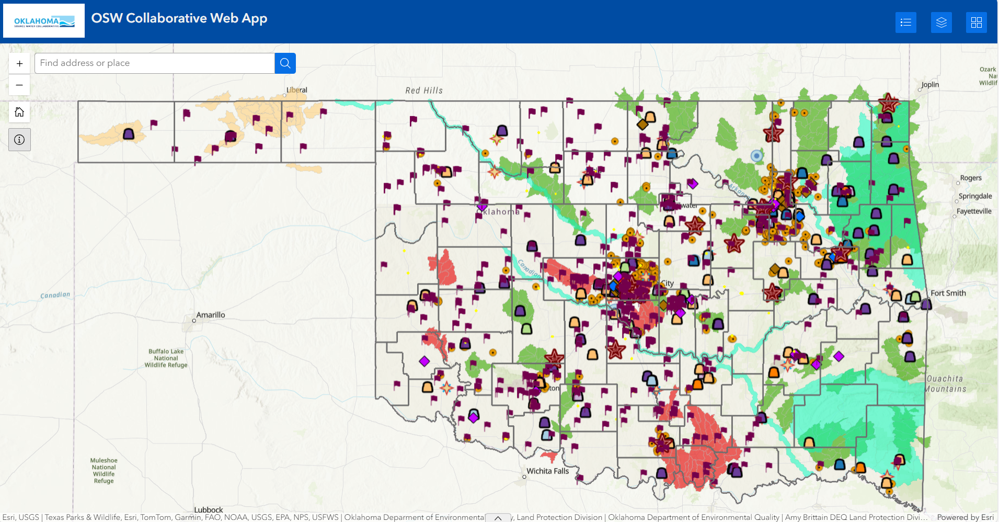 OKLAHOMA
SOURCE WATER COLLABORATIVE
OSW Collaborative Web App
+
Find address or place
−
Liberal
Red Hills
Joplin
Ozark
Na
Wildlif
Rogers
Springdale
Fayetteville
Arkan
lwater
Oklahoma
Canadian
City
Canadian
Amarillo
Fort Smith
Buffalo Lake
National
Wildlife Refuge
Ouachita
Mountains
ton
Muleshoe
National
Wildlife
Refuge
Wichita Falls
Lubbock
Esri, USGS | Texas Parks & Wildlife, Esri, TomTom, Garmin, FAO, NOAA, USGS, EPA, NPS, USFWS | Oklahoma Deparment of Environmenta y, Land Protection Division | Oklahoma Department of Environmental Quality | Amy Brittain DEQ Land Protection Divi... Powered by Esri